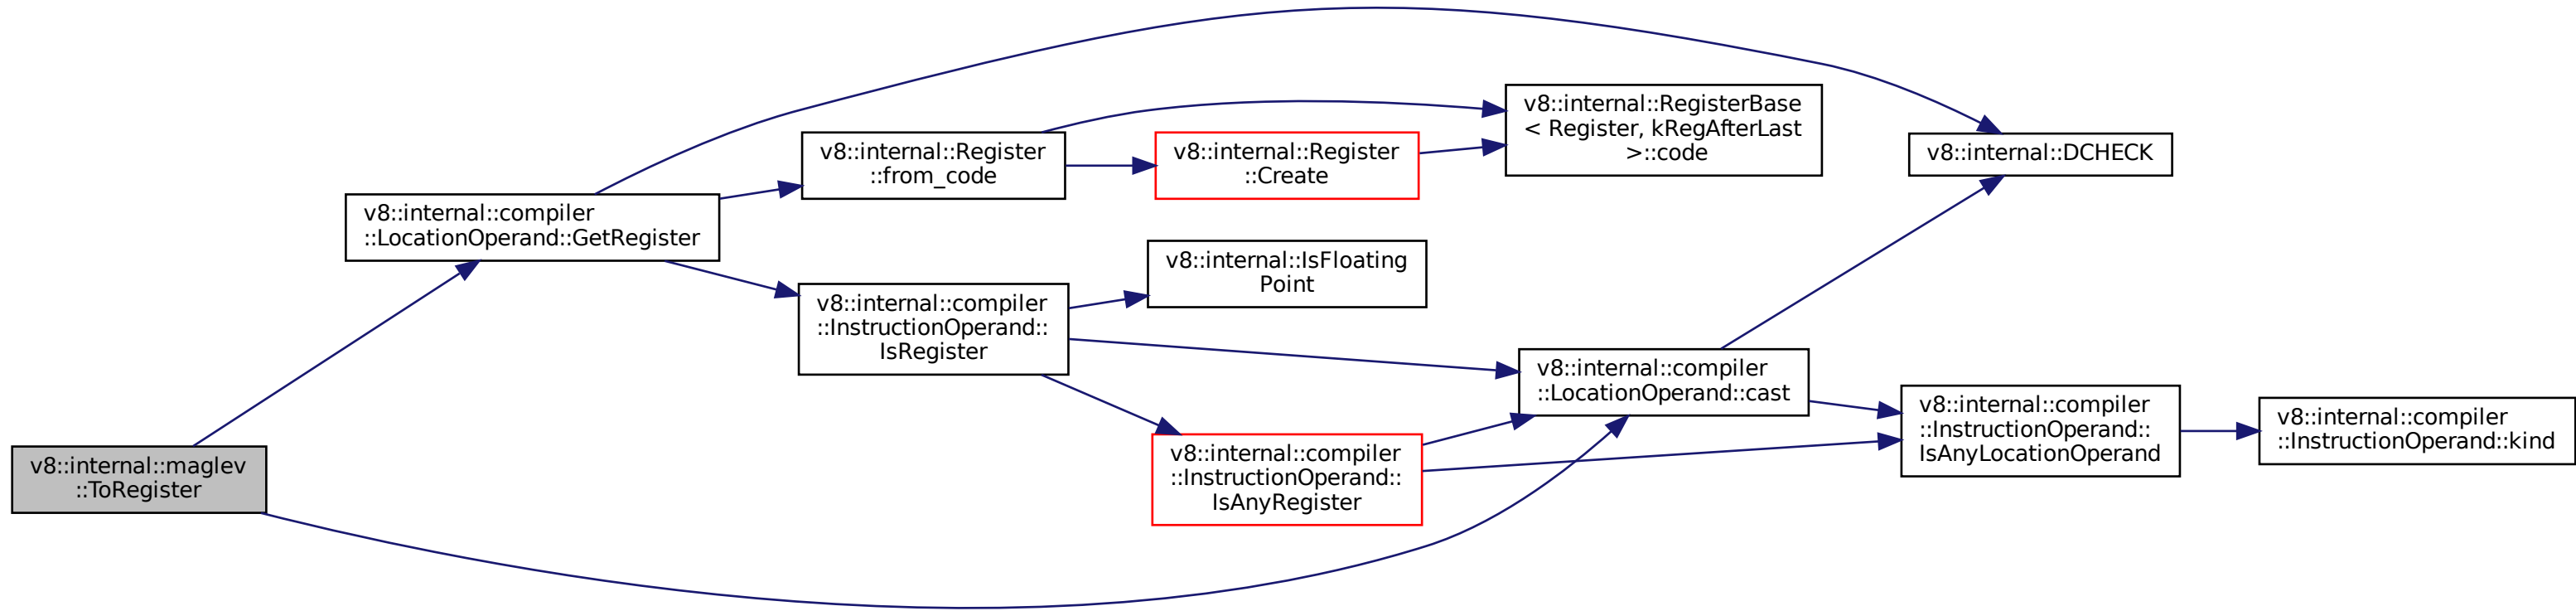 v8::internal::maglev
::ToRegister
v8::internal::compiler
::LocationOperand::GetRegister
v8::internal::Register
::from_code
v8::internal::Register
::Create
v8::internal::RegisterBase
< Register, kRegAfterLast
>::code
v8::internal::DCHECK
v8::internal::compiler
::InstructionOperand::
IsRegister
v8::internal::IsFloating
Point
v8::internal::compiler
::LocationOperand::cast
v8::internal::compiler
::InstructionOperand::
IsAnyRegister
v8::internal::compiler
::InstructionOperand::
IsAnyLocationOperand
v8::internal::compiler
::InstructionOperand::kind